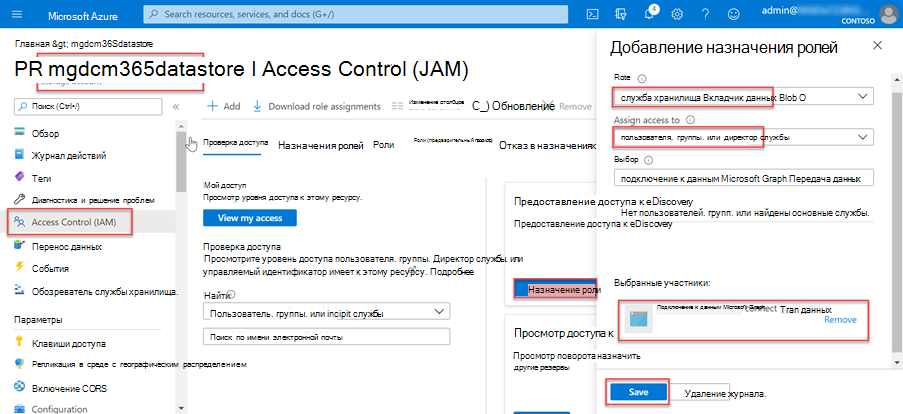 Microsoft Azure
Search resources, services, and docs (G+/)
4
admin@
CONTOSO
Главная &gt; mgdcm36Sdatastore
PR mgdcm365datastore I Access Control (JAM)
Поиск (Ctrl+/)
«
Обзор
Журнал действий
Теги
Диагностика и решение проблем
Access Control (IAM)
Перенос данных
События
Обозреватель службы хранилища.
Параметры
Ключи доступа
Репликация в среде с географическим распределением
Включение CORS
Configuration
Add
Download role assignments
Изменение столбцов
C_) Обновление
Remove
Проверка доступа
Назначения ролей
Роли
Роли (предварительный просмотр)
Отказ в назначениях
Мой доступ
Просмотр уровня доступа к этому ресурсу.
View my access
Проверка доступа
Просмотрите уровень доступа пользователя. группы. Директор службы. или
управляемый идентификатор имеет к этому ресурсу. Подробнее
Найти
Пользователь. группы. или incipit службы
Поиск по имени электронной почты
Предоставление доступа к eDiscovery
Предоставление доступа к eDiscovery
Назначение роли
Просмотр доступа к
Просмотр поворота назначить
другие резервы
Добавление назначения ролей
Rote
служба хранилища Вкладчик данных Blob O
Assign access to
пользователя. группы. или директор службы
Выбор
подключение к данным Microsoft Graph Передача данных
Нет пользователей. групп. или найдены основные службы.
Выбранные участники:
Подключение к данным Microsoft Graph
connect Tran данных
Remove
Save
Удаление журнала.